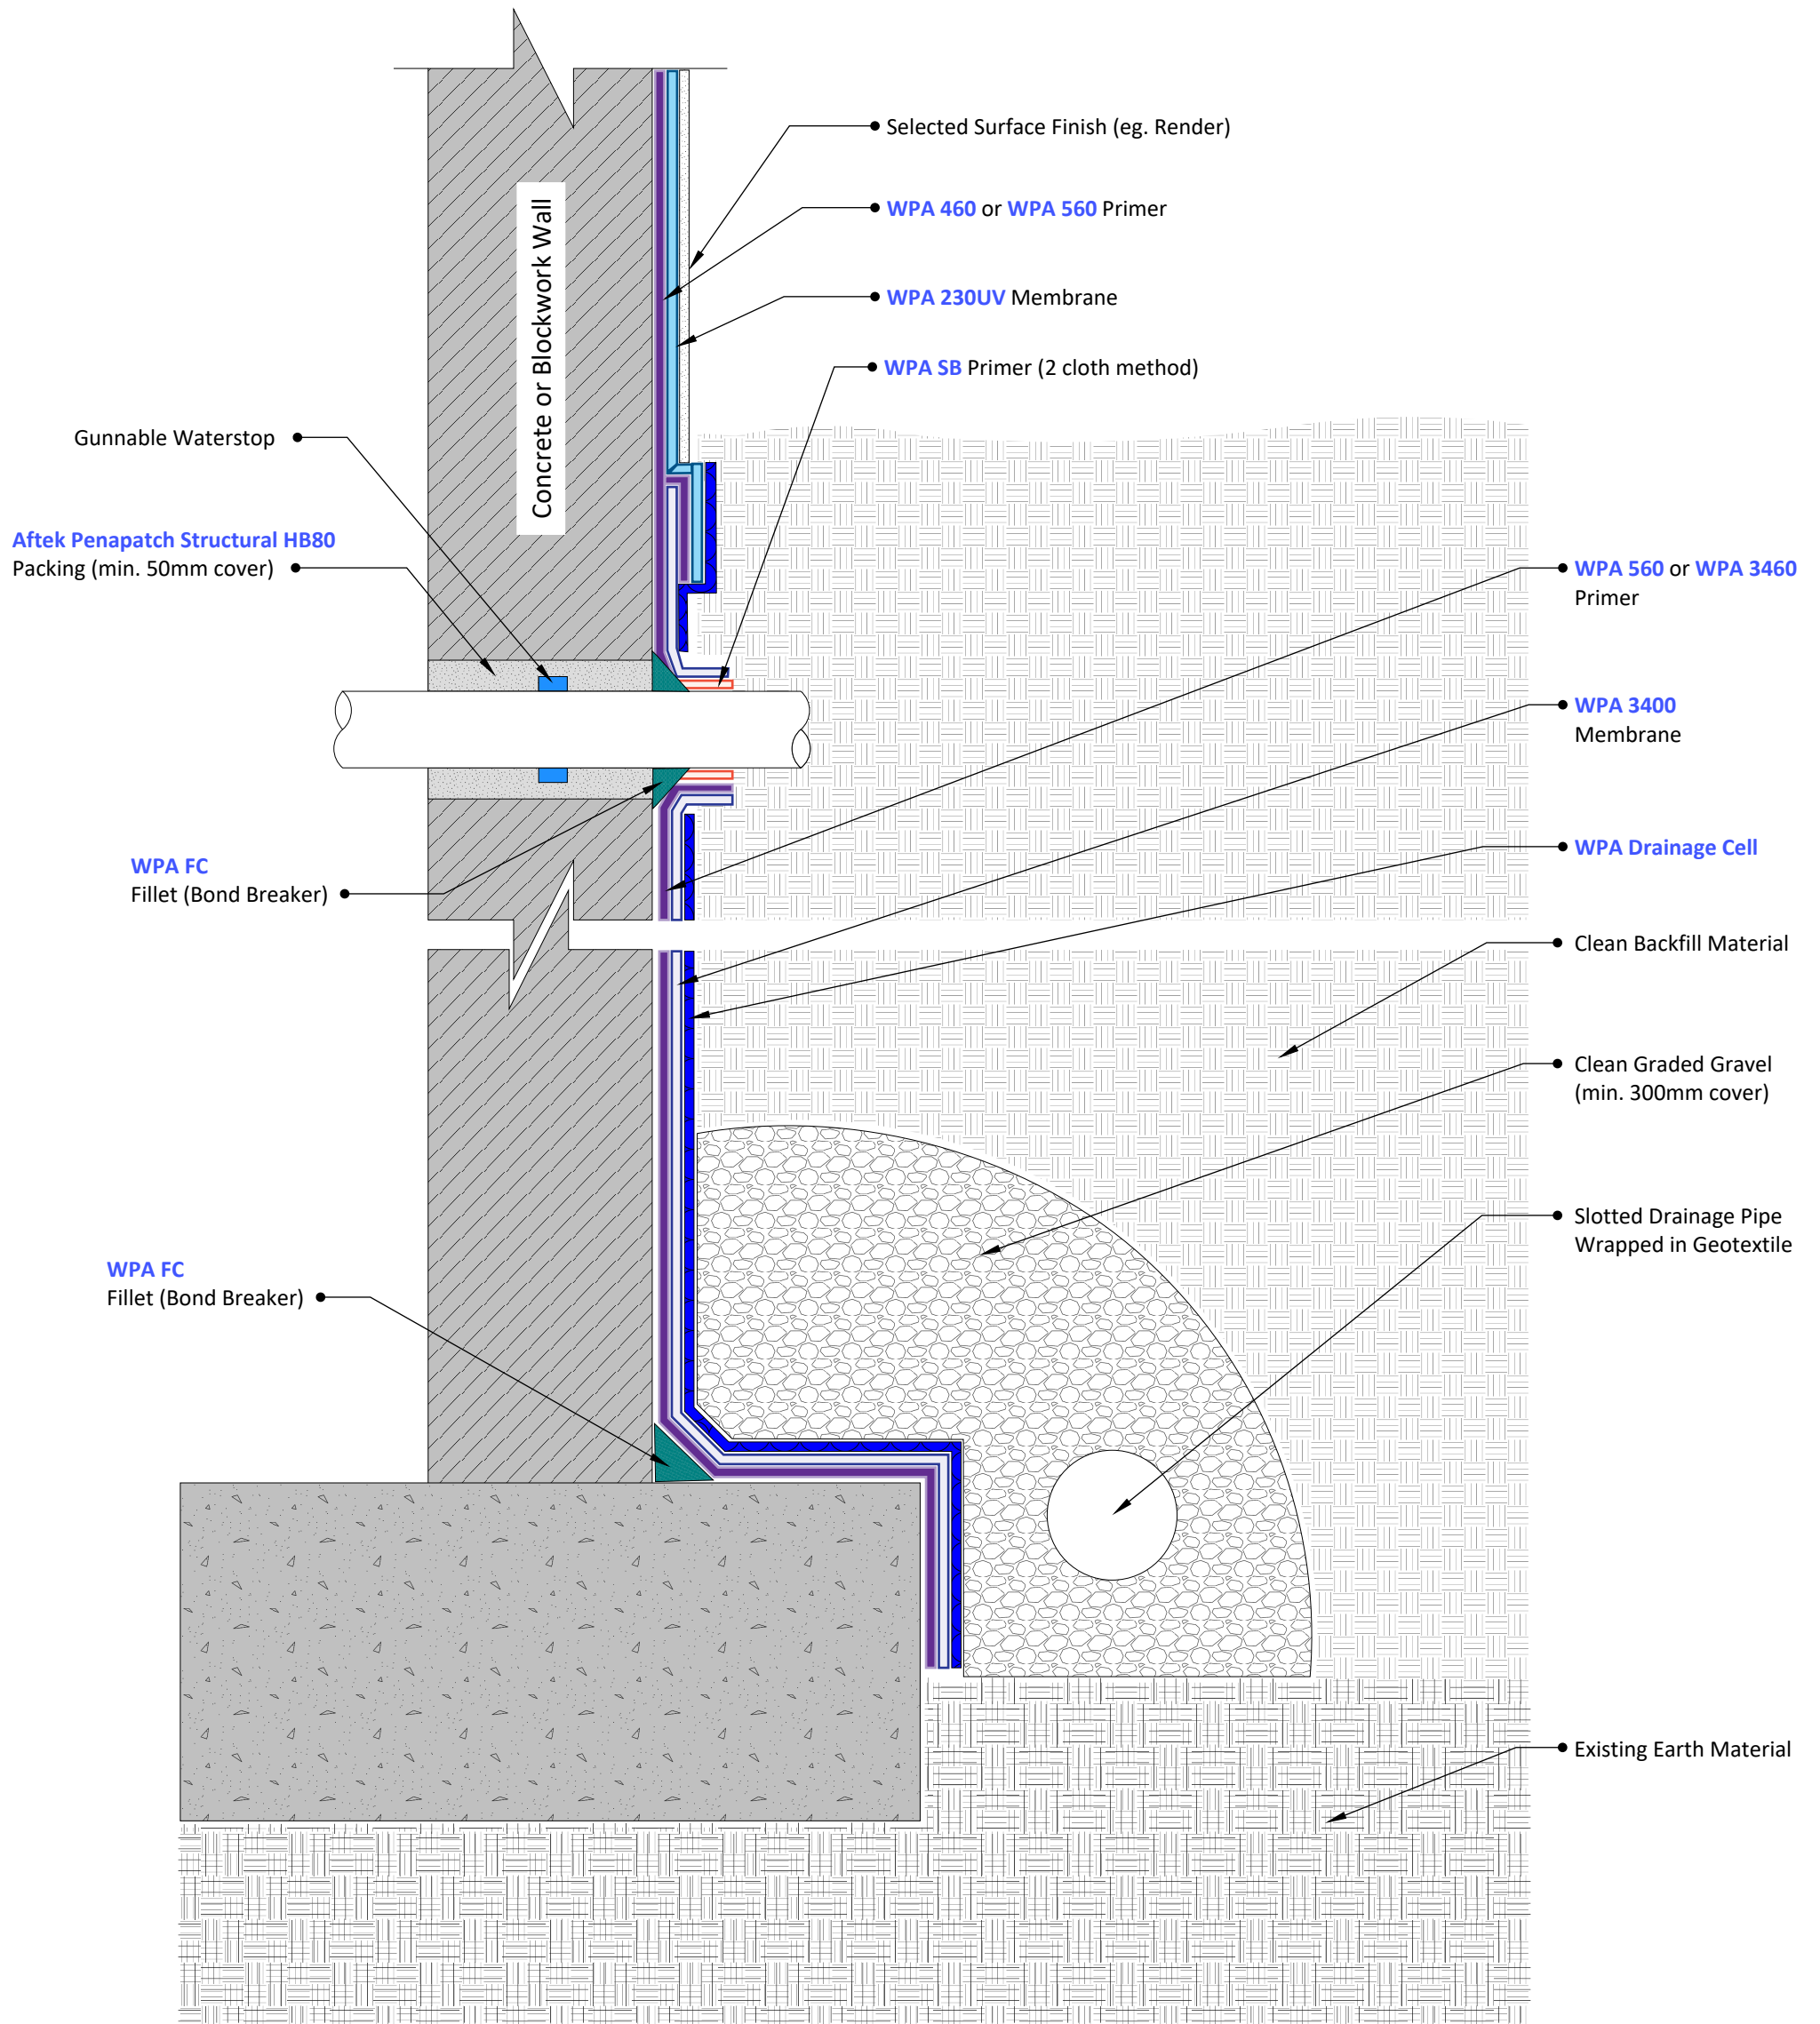 Selected Surface Finish (eg. Render)
WPA 460 or WPA 560 Primer
WPA 230UV Membrane
WPA SB Primer (2 cloth method)
Concrete or Blockwork Wall
Gunnable Waterstop
Aftek Penapatch Structural HB80
Packing (min. 50mm cover)
WPA 560 or WPA 3460
Primer
WPA 3400
Membrane
WPA Drainage Cell
WPA FC
Fillet (Bond Breaker)
Clean Backfill Material
Clean Graded Gravel
(min. 300mm cover)
Slotted Drainage Pipe
Wrapped in Geotextile
WPA FC
Fillet (Bond Breaker)
Existing Earth Material